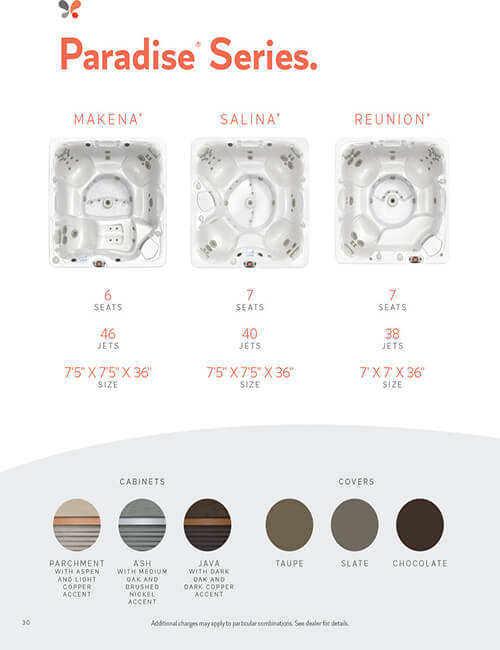 Paradise® Series.
MAKENA®
SALINA®
REUNION®
6
SEATS
7
SEATS
7
SEATS
46
JETS
40
JETS
38
JETS
7'5" X 7'5" X 36"
SIZE
7'5" X 7'5" X 36"
SIZE
7' X 7' X 36"
SIZE
CABINETS
PARCHMENT
WITH ASPEN
AND LIGHT
COPPER
ACCENT
ASH
WITH MEDIUM
OAK AND
BRUSHED
NICKEL
ACCENT
JAVA
WITH DARK
OAK AND
DARK COPPER
ACCENT
COVERS
TAUPE
SLATE
CHOCOLATE
30
Additional charges may apply to particular combinations. See dealer for details.